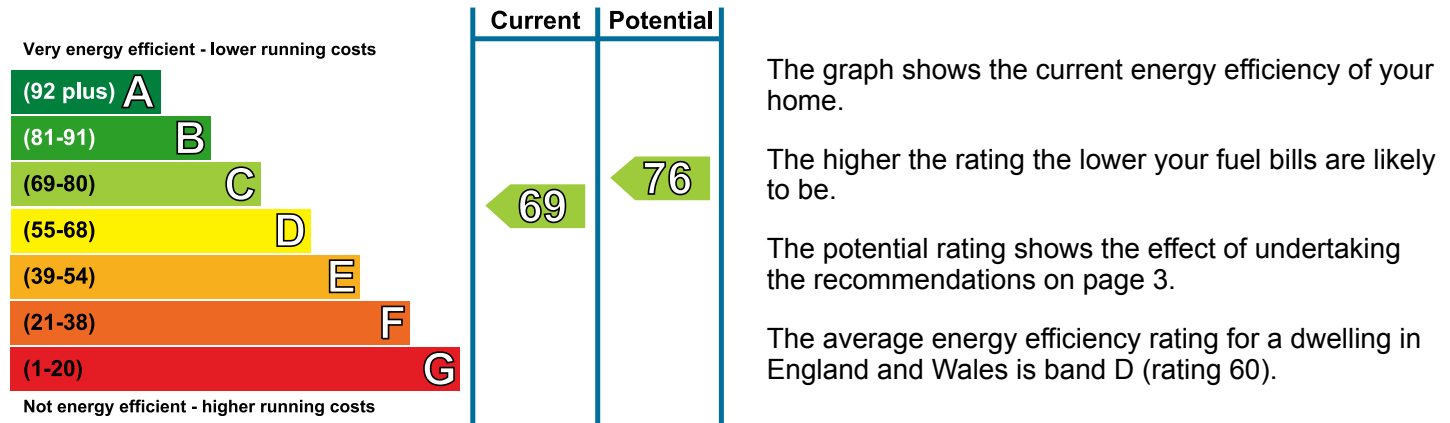 Current Potential
Very energy efficient - lower running costs
(92 plus) A
(81-91) B
(69-80) C
(55-68) D
(39-54) E
(21-38) F
(1-20) G
Not energy efficient - higher running costs
69
76
The graph shows the current energy efficiency of your
home.
The higher the rating the lower your fuel bills are likely
to be.
The potential rating shows the effect of undertaking
the recommendations on page 3.
The average energy efficiency rating for a dwelling in
England and Wales is band D (rating 60).